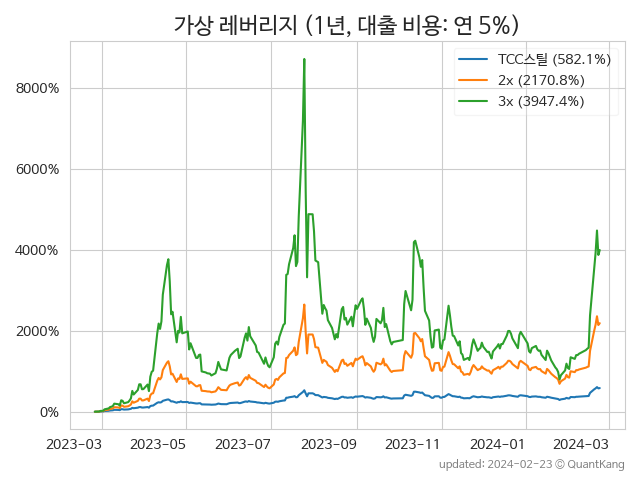 가상 레버리지 (1년, 대출 비용: 연 5%)
TCC스틸 (582.1%)
2x (2170.8%)
3x (3947.4%)
8000%
6000%
4000%
2000%
0%
2023-03 2023-05 2023-07 2023-09 2023-11 2024-01 2024-03
updated: 2024-02-23 © QuantKang